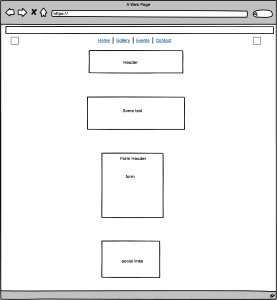 A Web Page
https://
Home Gallery Events Contact
Header
Some text
Form Header
form
social links